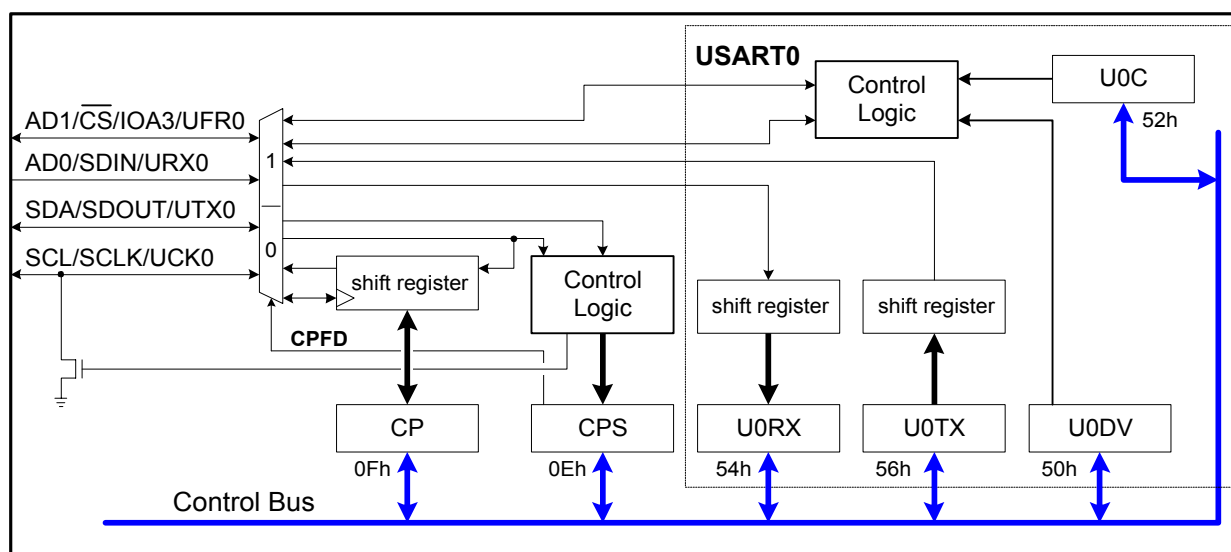 USART0
Control
Logic
U0C
52h
AD1/C̅S̅/IOA3/UFR0
AD0/SDIN/URX0
SDA/SDOUT/UTX0
SCL/SCLK/UCK0
1
0
shift register
Control
Logic
shift register
shift register
CPFD
CP
CPS
U0RX
U0TX
U0DV
0Fh
0Eh
54h
56h
50h
Control Bus